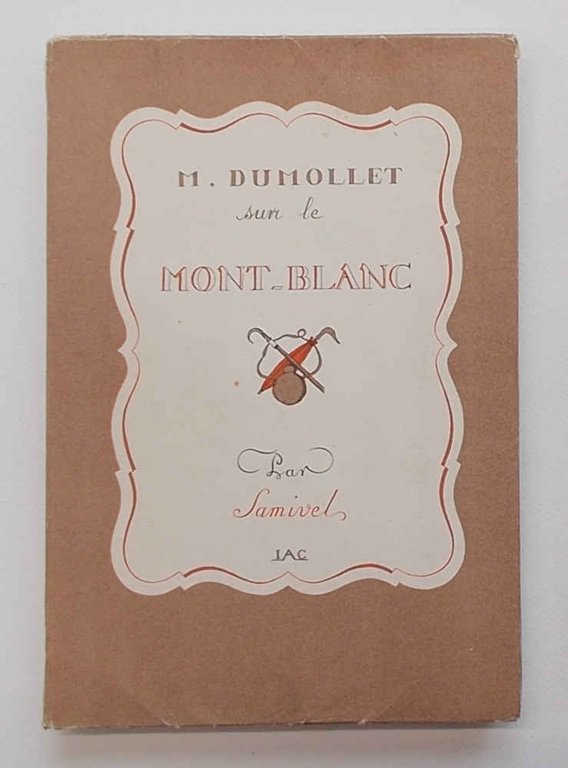 M. DUMOLLET
sur le
MONT-BLANC
Par
Samivel
IAC